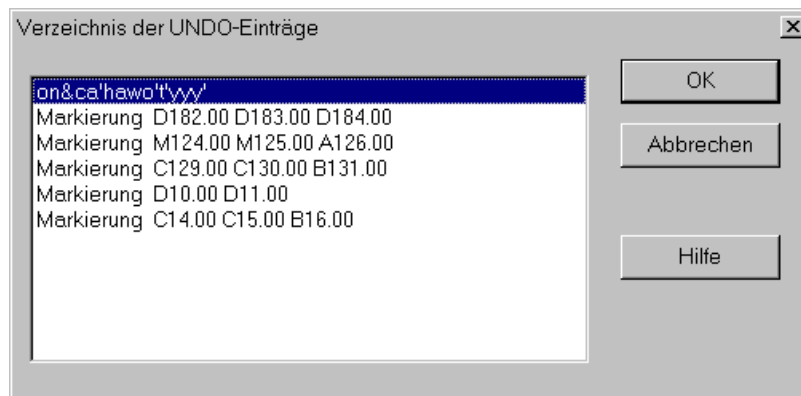 Verzeichnis der UNDO-Einträge
on&ca'hawo't'yyy'
Markierung D182.00 D183.00 D184.00
Markierung M124.00 M125.00 A126.00
Markierung C129.00 C130.00 B131.00
Markierung D10.00 D11.00
Markierung C14.00 C15.00 B16.00
OK
Abbrechen
Hilfe